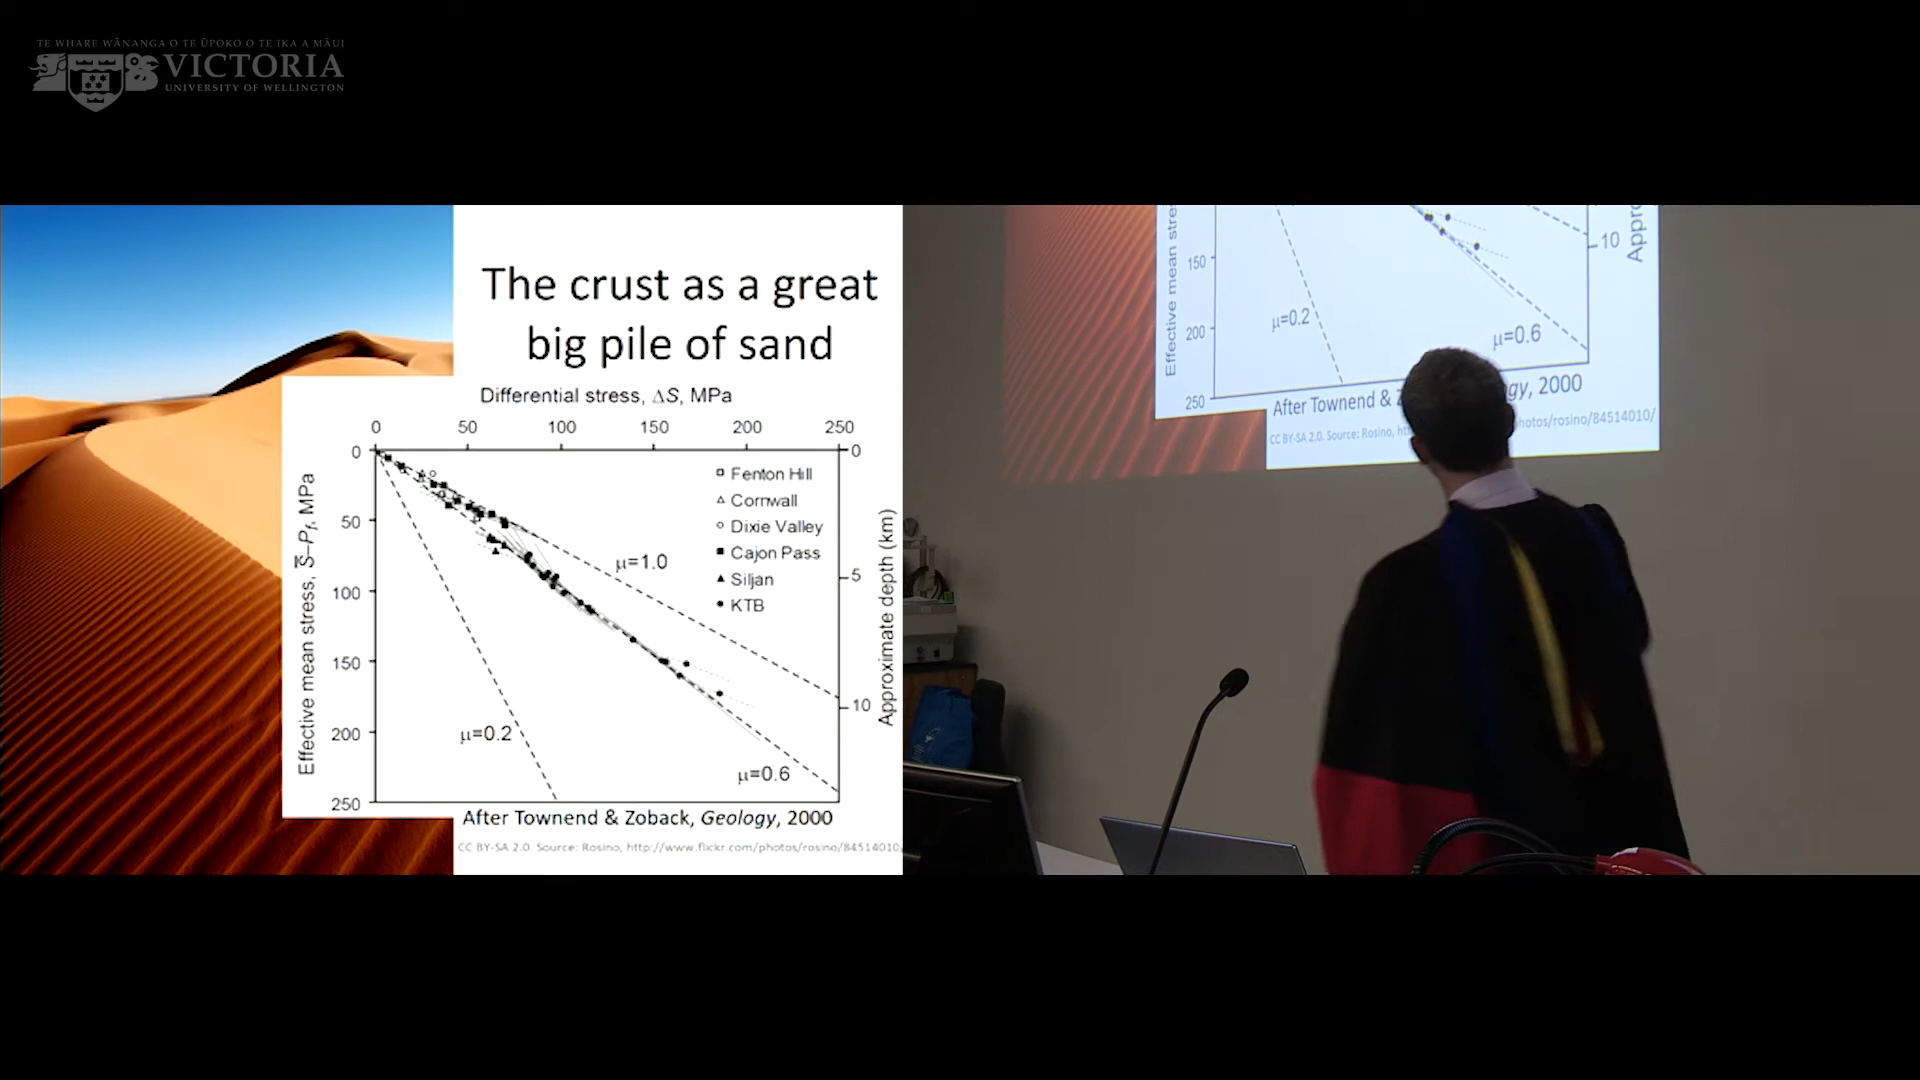 TE WHARE WĀNANGA O TE ŪPOKO O TE IKA A MĀUI
VICTORIA
UNIVERSITY OF WELLINGTON
The crust as a great
big pile of sand
Differential stress, ΔS, MPa
0 50 100 150 200 250
0
50
100
150
200
250
Effective mean stress, S̅–Pf, MPa
Fenton Hill
Cornwall
Dixie Valley
Cajon Pass
Siljan
KTB
μ=1.0
μ=0.2
μ=0.6
0
5
10
Approximate depth (km)
After Townend & Zoback, Geology, 2000
CC BY-SA 2.0. Source: Rosino, http://www.flickr.com/photos/rosino/84514010
Effective mean stre
150
200
250
μ=0.2
μ=0.6
10
Appro
After Townend & gy, 2000
CC BY-SA 2.0. Source: Rosino, hphotos/rosino/84514010/